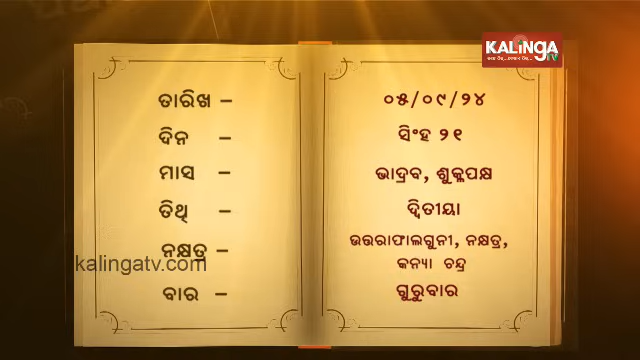 KALINGA TV
ତାରିଖ – ୦୫/୦୯/୨୪
ଦିନ – ସିଂହ ୨୧
ମାସ – ଭାଦ୍ରବ, ଶୁକ୍ଳପକ୍ଷ
ତିଥି – ଦ୍ୱିତୀୟା
ନକ୍ଷତ୍ର – ଉତ୍ତରାଫାଲଗୁନୀ, ନକ୍ଷତ୍ର,
କନ୍ୟା ଚନ୍ଦ୍ର
kalingatv.com
ବାର – ଗୁରୁବାର